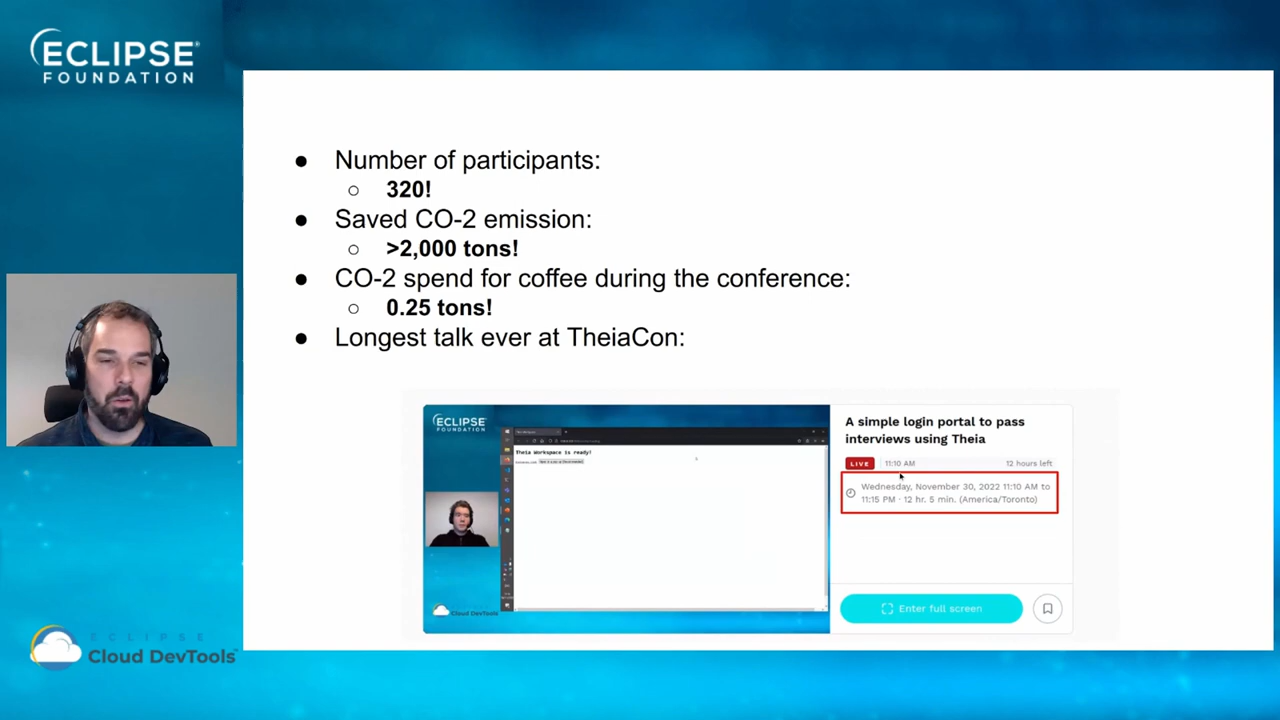 ECLIPSE®
FOUNDATION
Number of participants:
320!
Saved CO-2 emission:
>2,000 tons!
CO-2 spend for coffee during the conference:
0.25 tons!
Longest talk ever at TheiaCon:
ECLIPSE
FOUNDATION
Theia Workspace is ready!
Cloud DevTools
A simple login portal to pass
interviews using Theia
LIVE 11:10 AM 12 hours left
Wednesday, November 30, 2022 11:10 AM to
11:15 PM · 12 hr. 5 min. (America/Toronto)
Enter full screen
ECLIPSE
Cloud DevTools